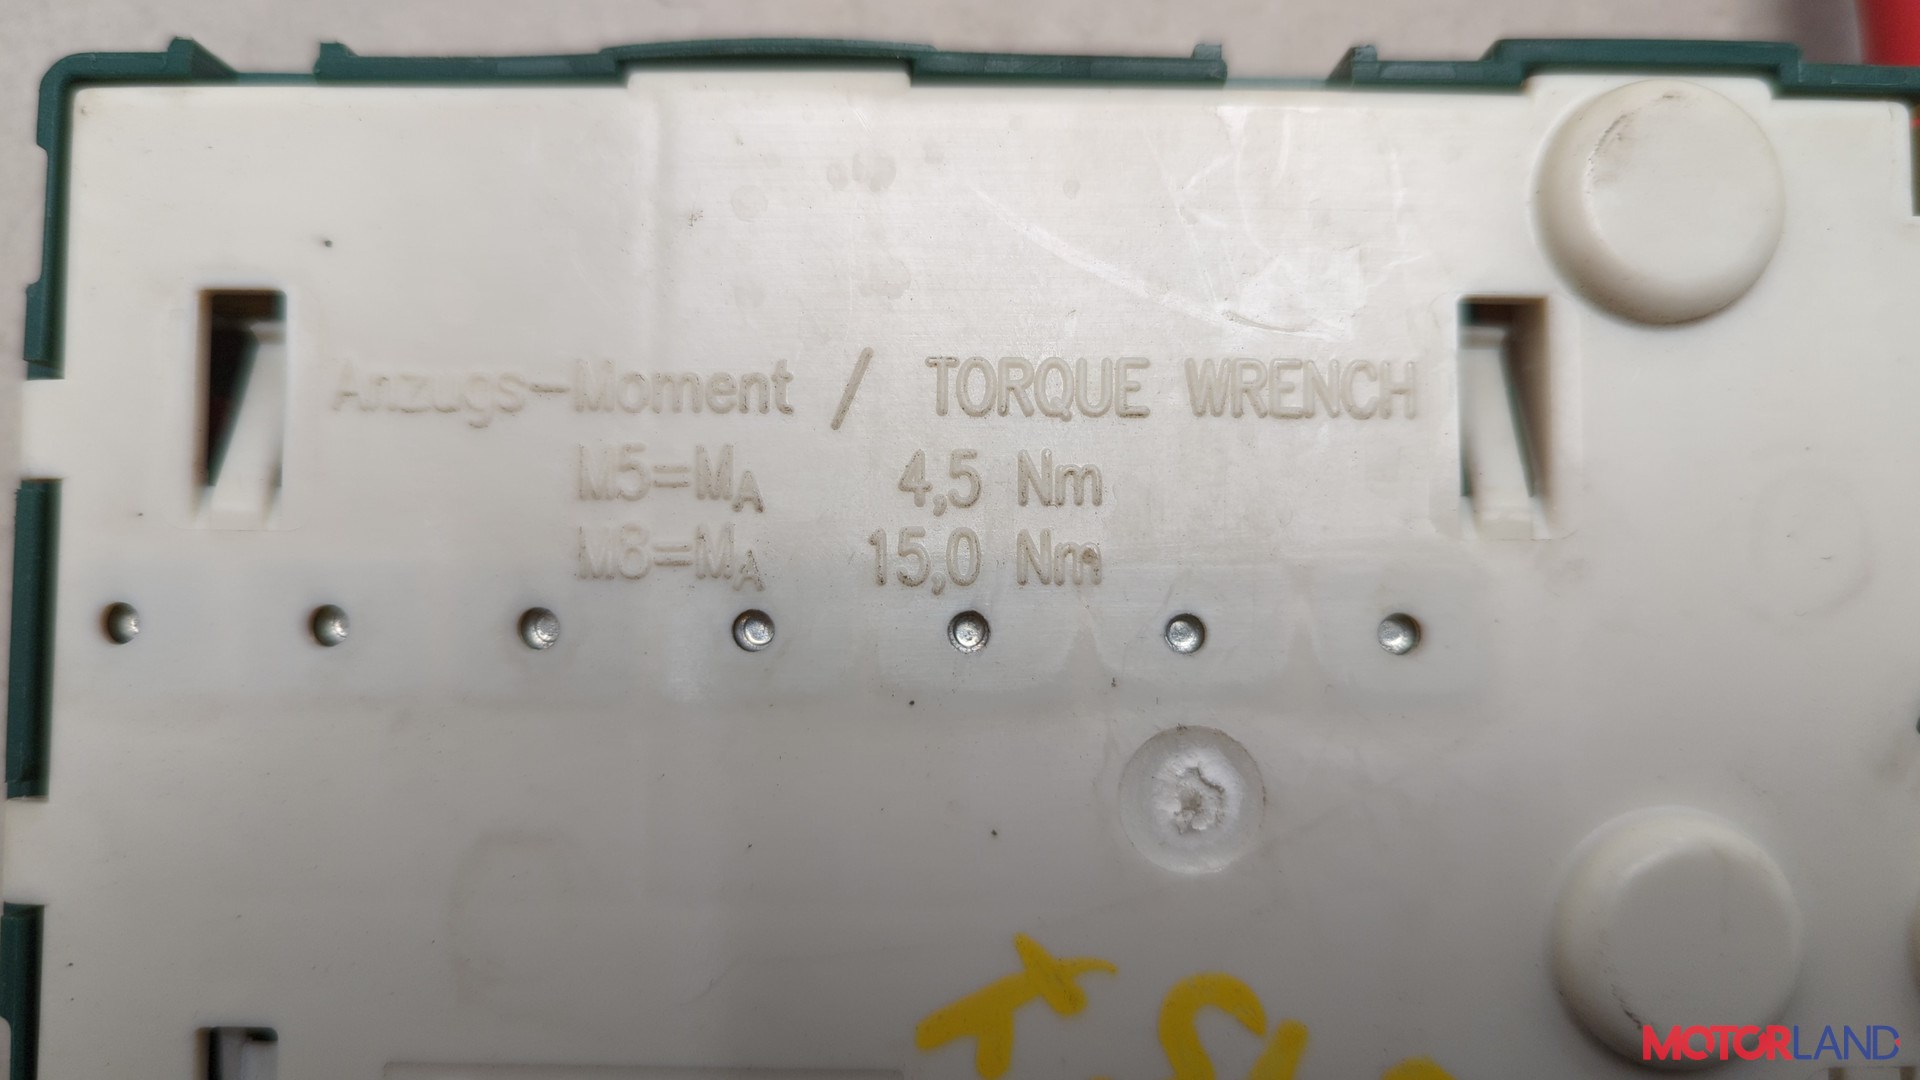 Anzugs-Moment / TORQUE WRENCH
M5=MA 4,5 Nm
M8=MA 15,0 Nm
MOTORLAND